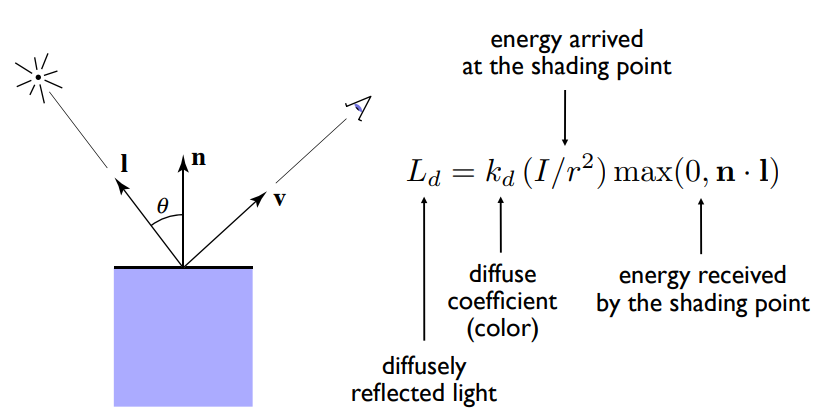 energy arrived
at the shading point
l
n
θ
v
L_d = k_d (I/r²) max(0, n · l)
diffuse
coefficient
(color)
energy received
by the shading point
diffusely
reflected light